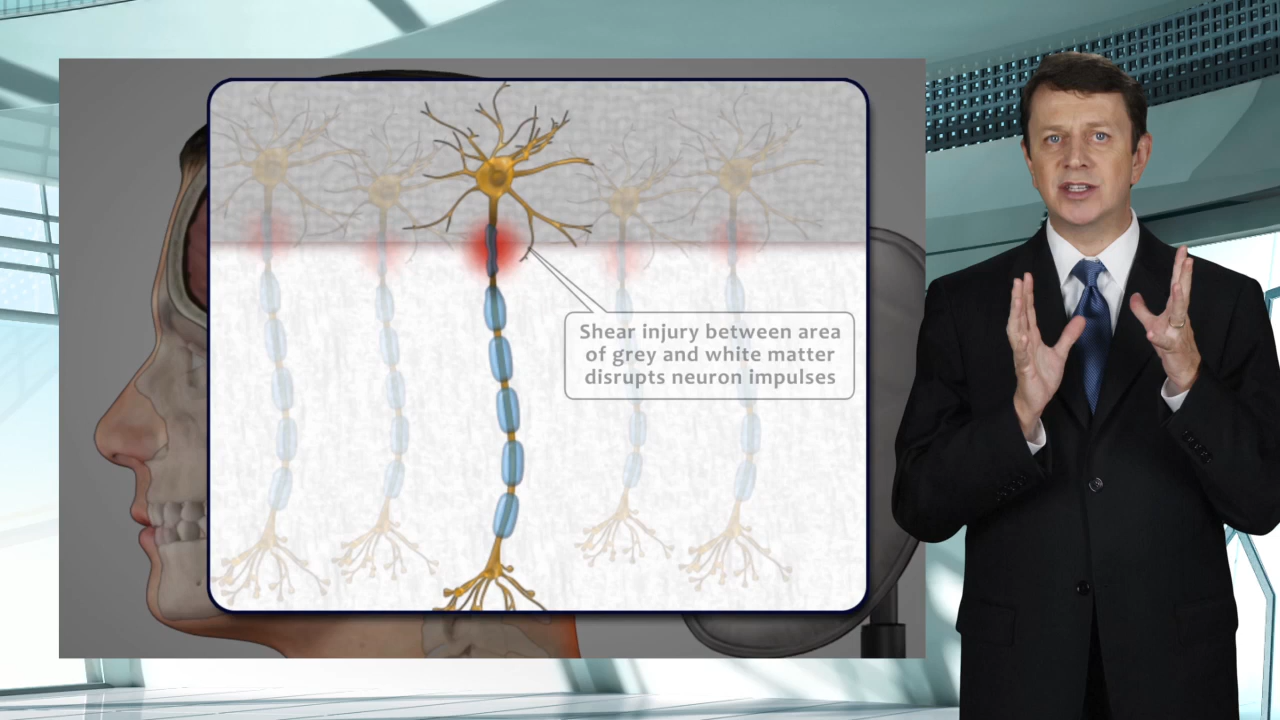 Shear injury between area
of grey and white matter
disrupts neuron impulses